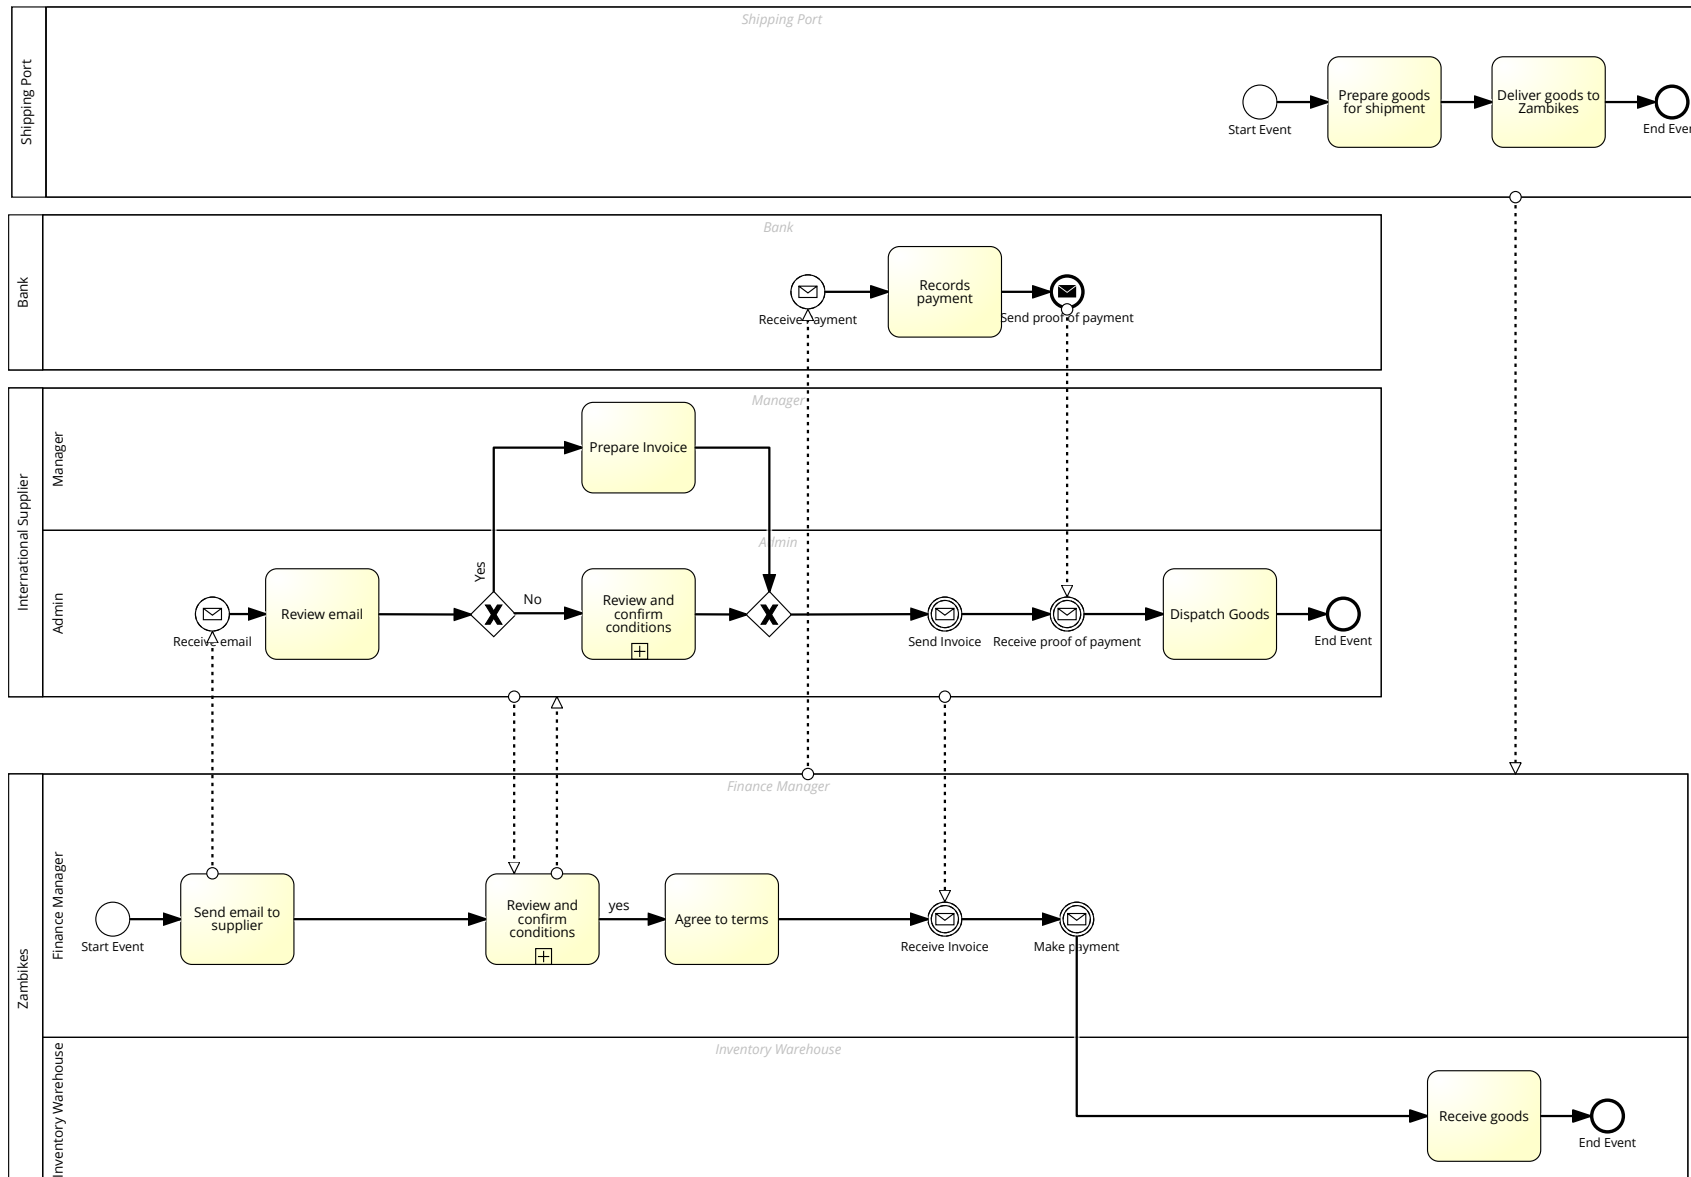 Shipping Port
Shipping Port
Start Event
Prepare goods
for shipment
Deliver goods to
Zambikes
End Eve
Bank
Bank
Receive Payment
Records
payment
Send proof of payment
International Supplier
Manager
Manager
Prepare Invoice
Admin
Admin
Receive email
Review email
Yes
No
Review and
confirm
conditions
Send Invoice
Receive proof of payment
Dispatch Goods
End Event
Zambikes
Finance Manager
Finance Manager
Start Event
Send email to
supplier
Review and
confirm
conditions
yes
Agree to terms
Receive Invoice
Make payment
Inventory Warehouse
Inventory Warehouse
Receive goods
End Event